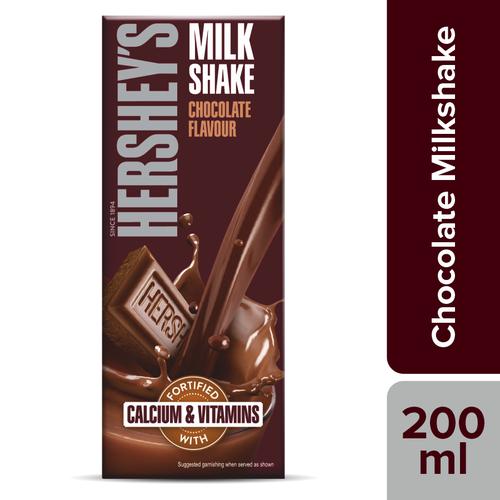 HERSHEY'S
SINCE 1894
MILK
SHAKE
CHOCOLATE
FLAVOUR
HERSH
FORTIFIED
CALCIUM & VITAMINS
WITH
Suggested garnishing when served as shown
Chocolate Milkshake
200
ml